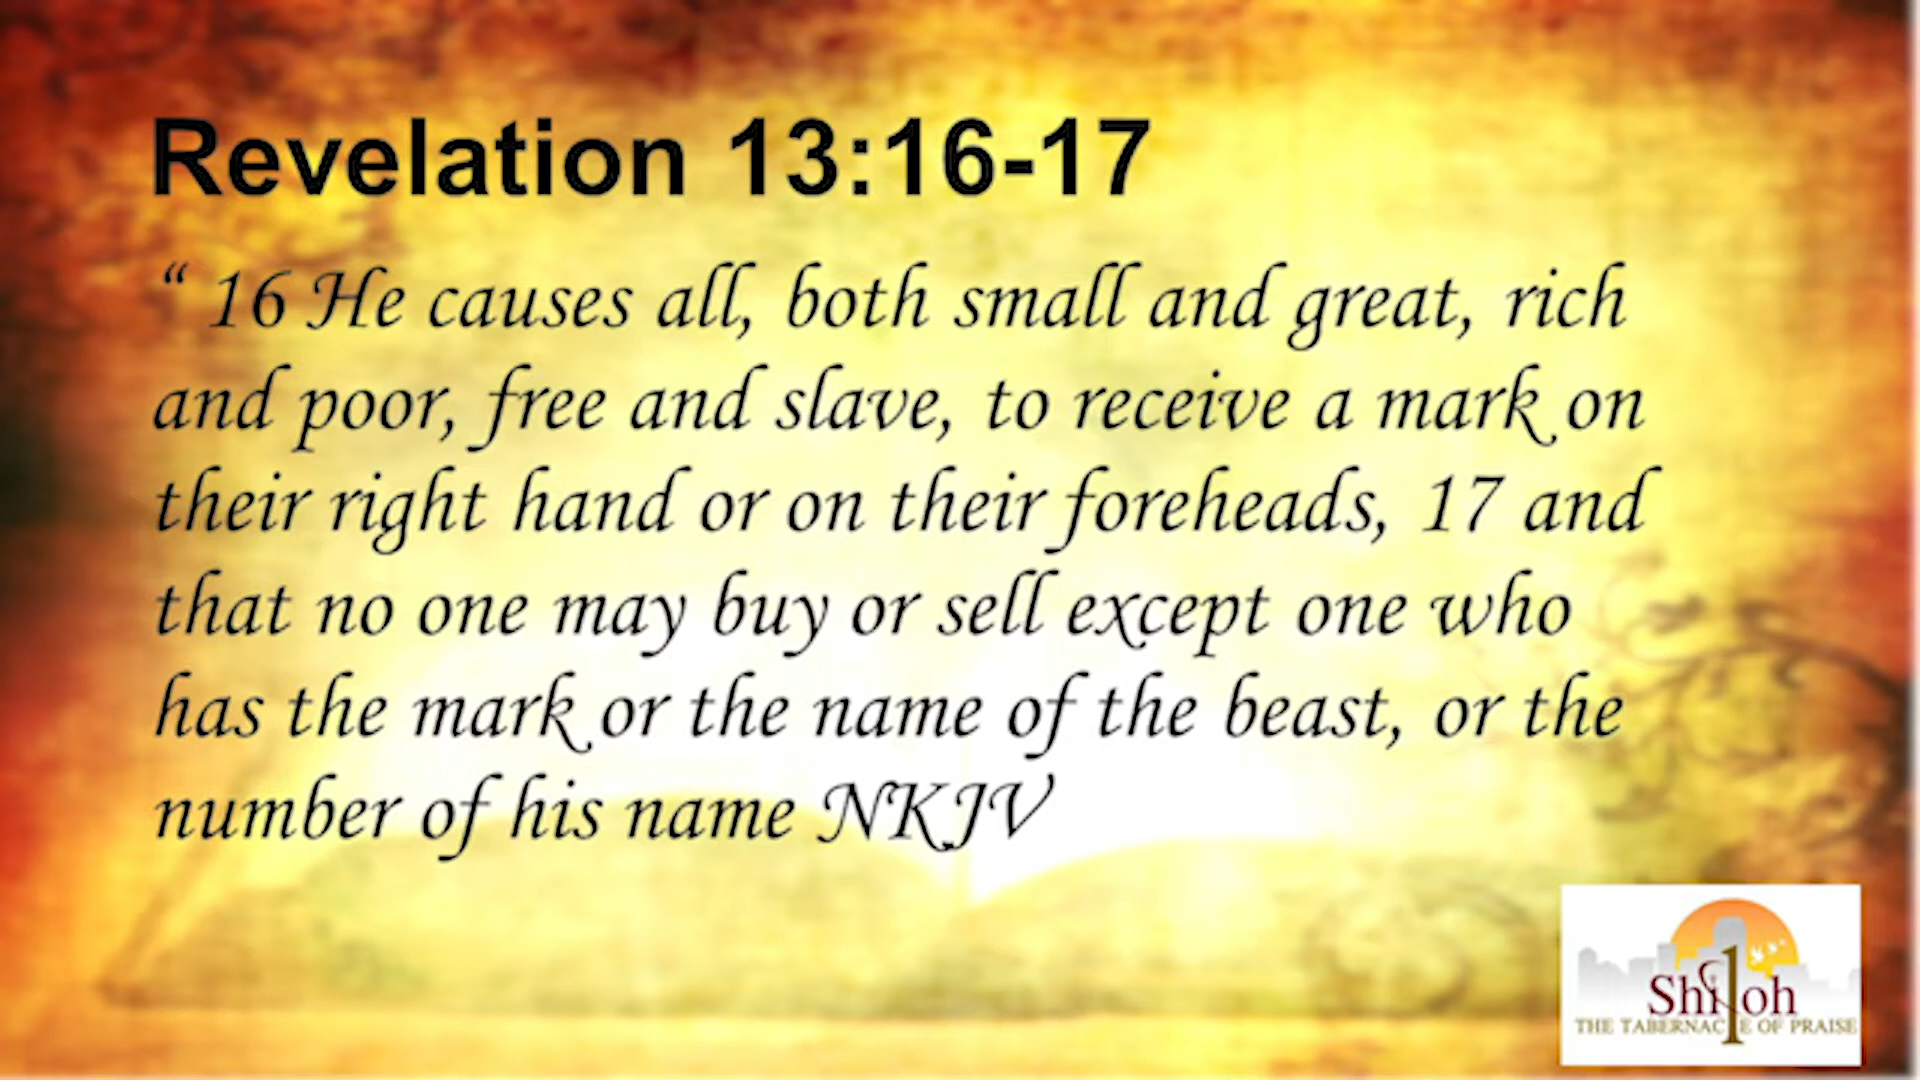 Revelation 13:16-17
“ 16 He causes all, both small and great, rich
and poor, free and slave, to receive a mark on
their right hand or on their foreheads, 17 and
that no one may buy or sell except one who
has the mark or the name of the beast, or the
number of his name NKJV
Shiloh
THE TABERNACLE OF PRAISE